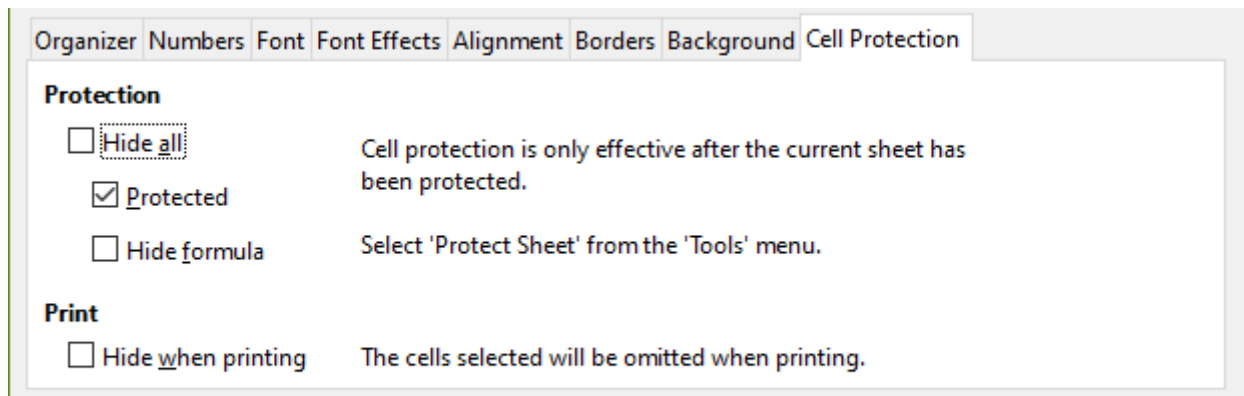 Organizer Numbers Font Font Effects Alignment Borders Background Cell Protection
Protection
Hide all
Cell protection is only effective after the current sheet has
been protected.
Protected
Hide formula
Select 'Protect Sheet' from the 'Tools' menu.
Print
Hide when printing
The cells selected will be omitted when printing.